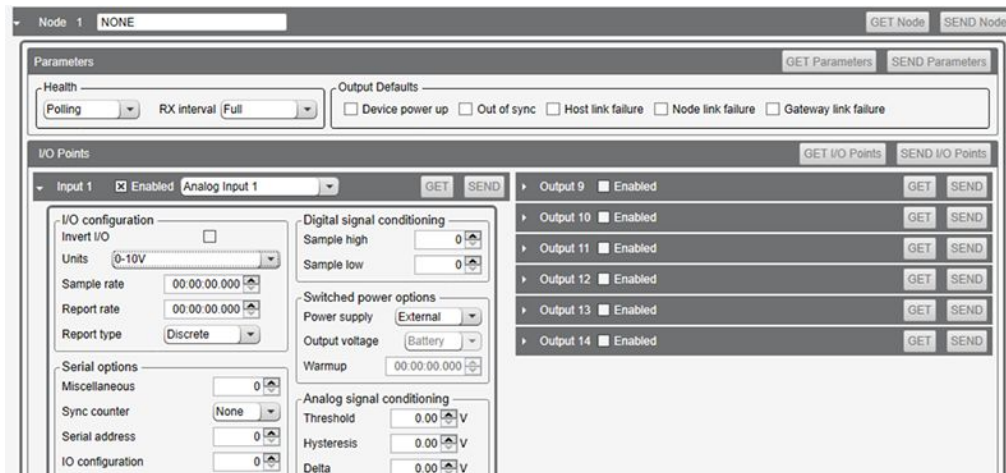 Node 1 NONE GET Node SEND Node
Parameters GET Parameters SEND Parameters
Health
Polling RX interval Full
Output Defaults
Device power up Out of sync Host link failure Node link failure Gateway link failure
I/O Points GET I/O Points SEND I/O Points
Input 1 Enabled Analog Input 1 GET SEND
I/O configuration
Invert I/O
Units 0-10V
Sample rate 00:00:00.000
Report rate 00:00:00.000
Report type Discrete
Serial options
Miscellaneous 0
Sync counter None
Serial address 0
IO configuration 0
Digital signal conditioning
Sample high 0
Sample low 0
Switched power options
Power supply External
Output voltage Battery
Warmup 00:00:00.000
Analog signal conditioning
Threshold 0.00 V
Hysteresis 0.00 V
Delta 0.00 V
Output 9 Enabled GET SEND
Output 10 Enabled GET SEND
Output 11 Enabled GET SEND
Output 12 Enabled GET SEND
Output 13 Enabled GET SEND
Output 14 Enabled GET SEND